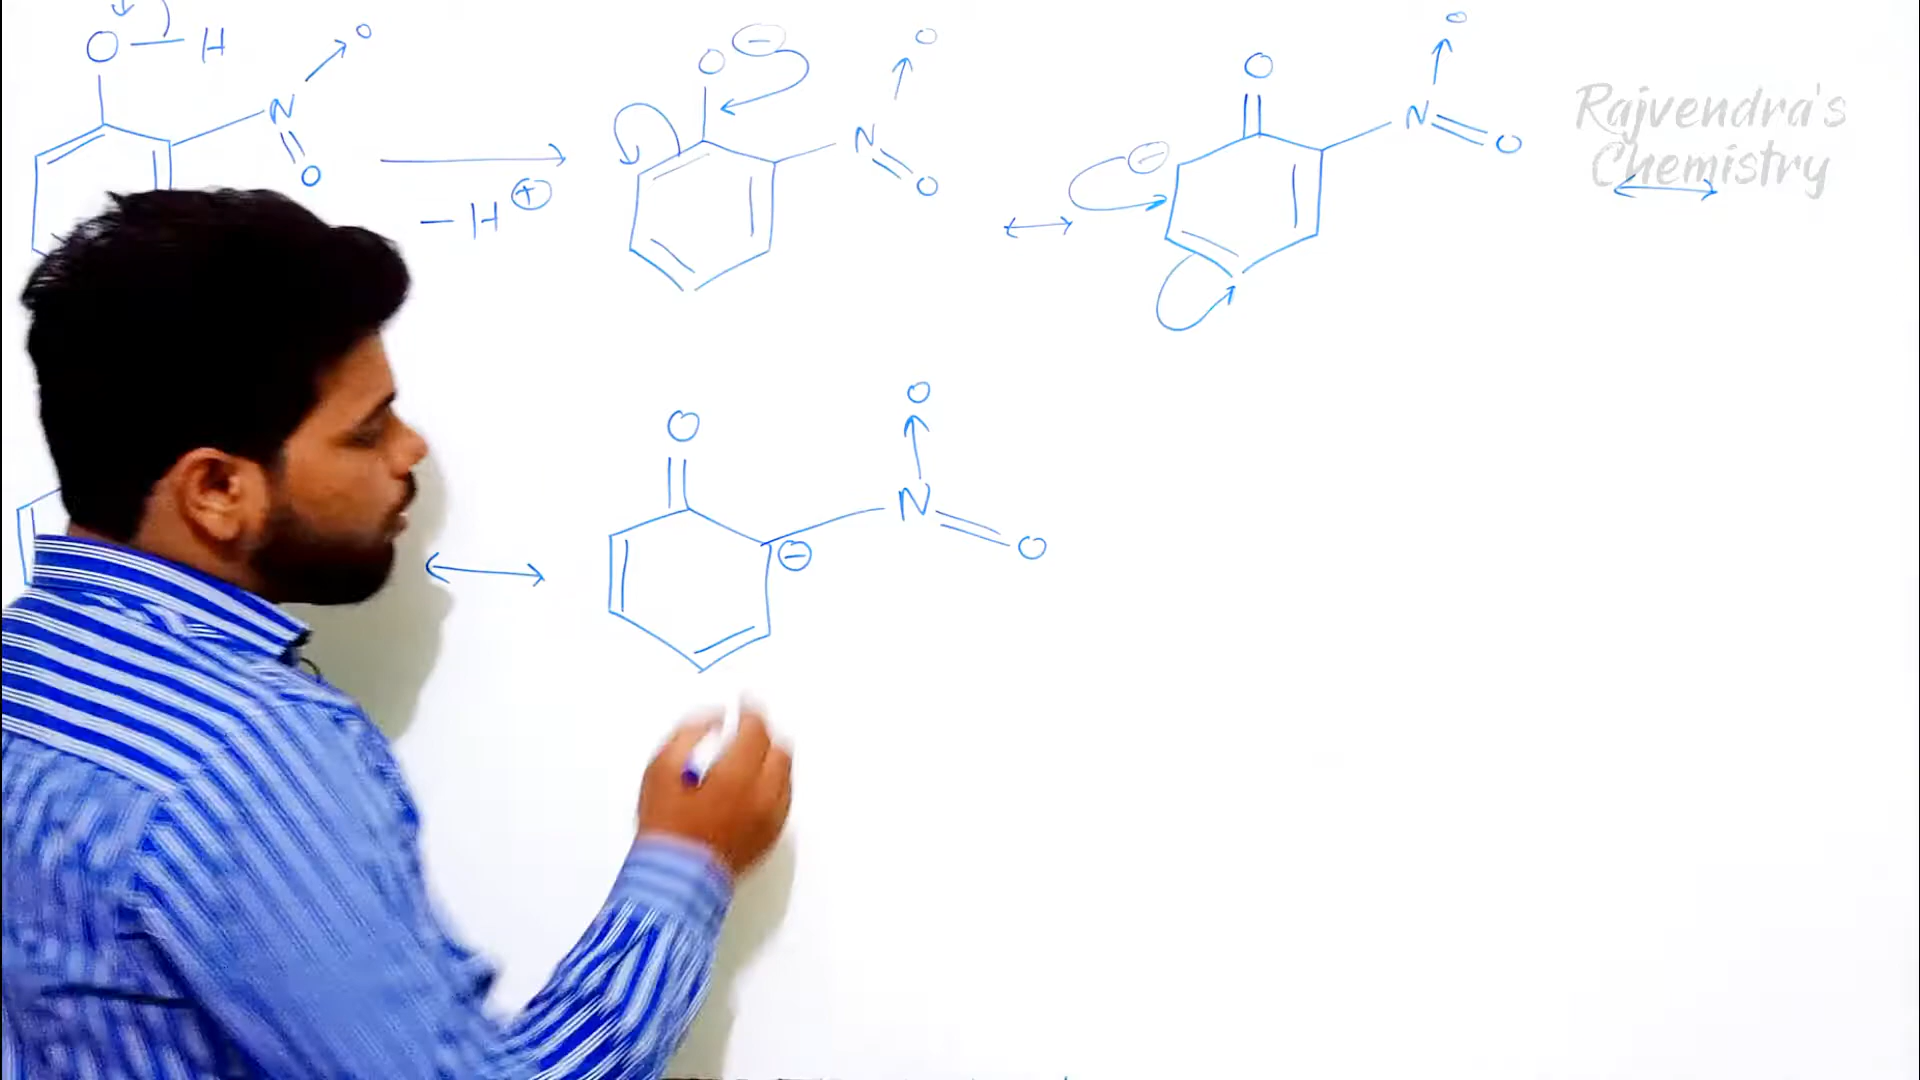 O H
N O
O
− H +
O −
N O
O
O
−
N O
O
Rajvendra's
Chemistry
O
−
N O
O